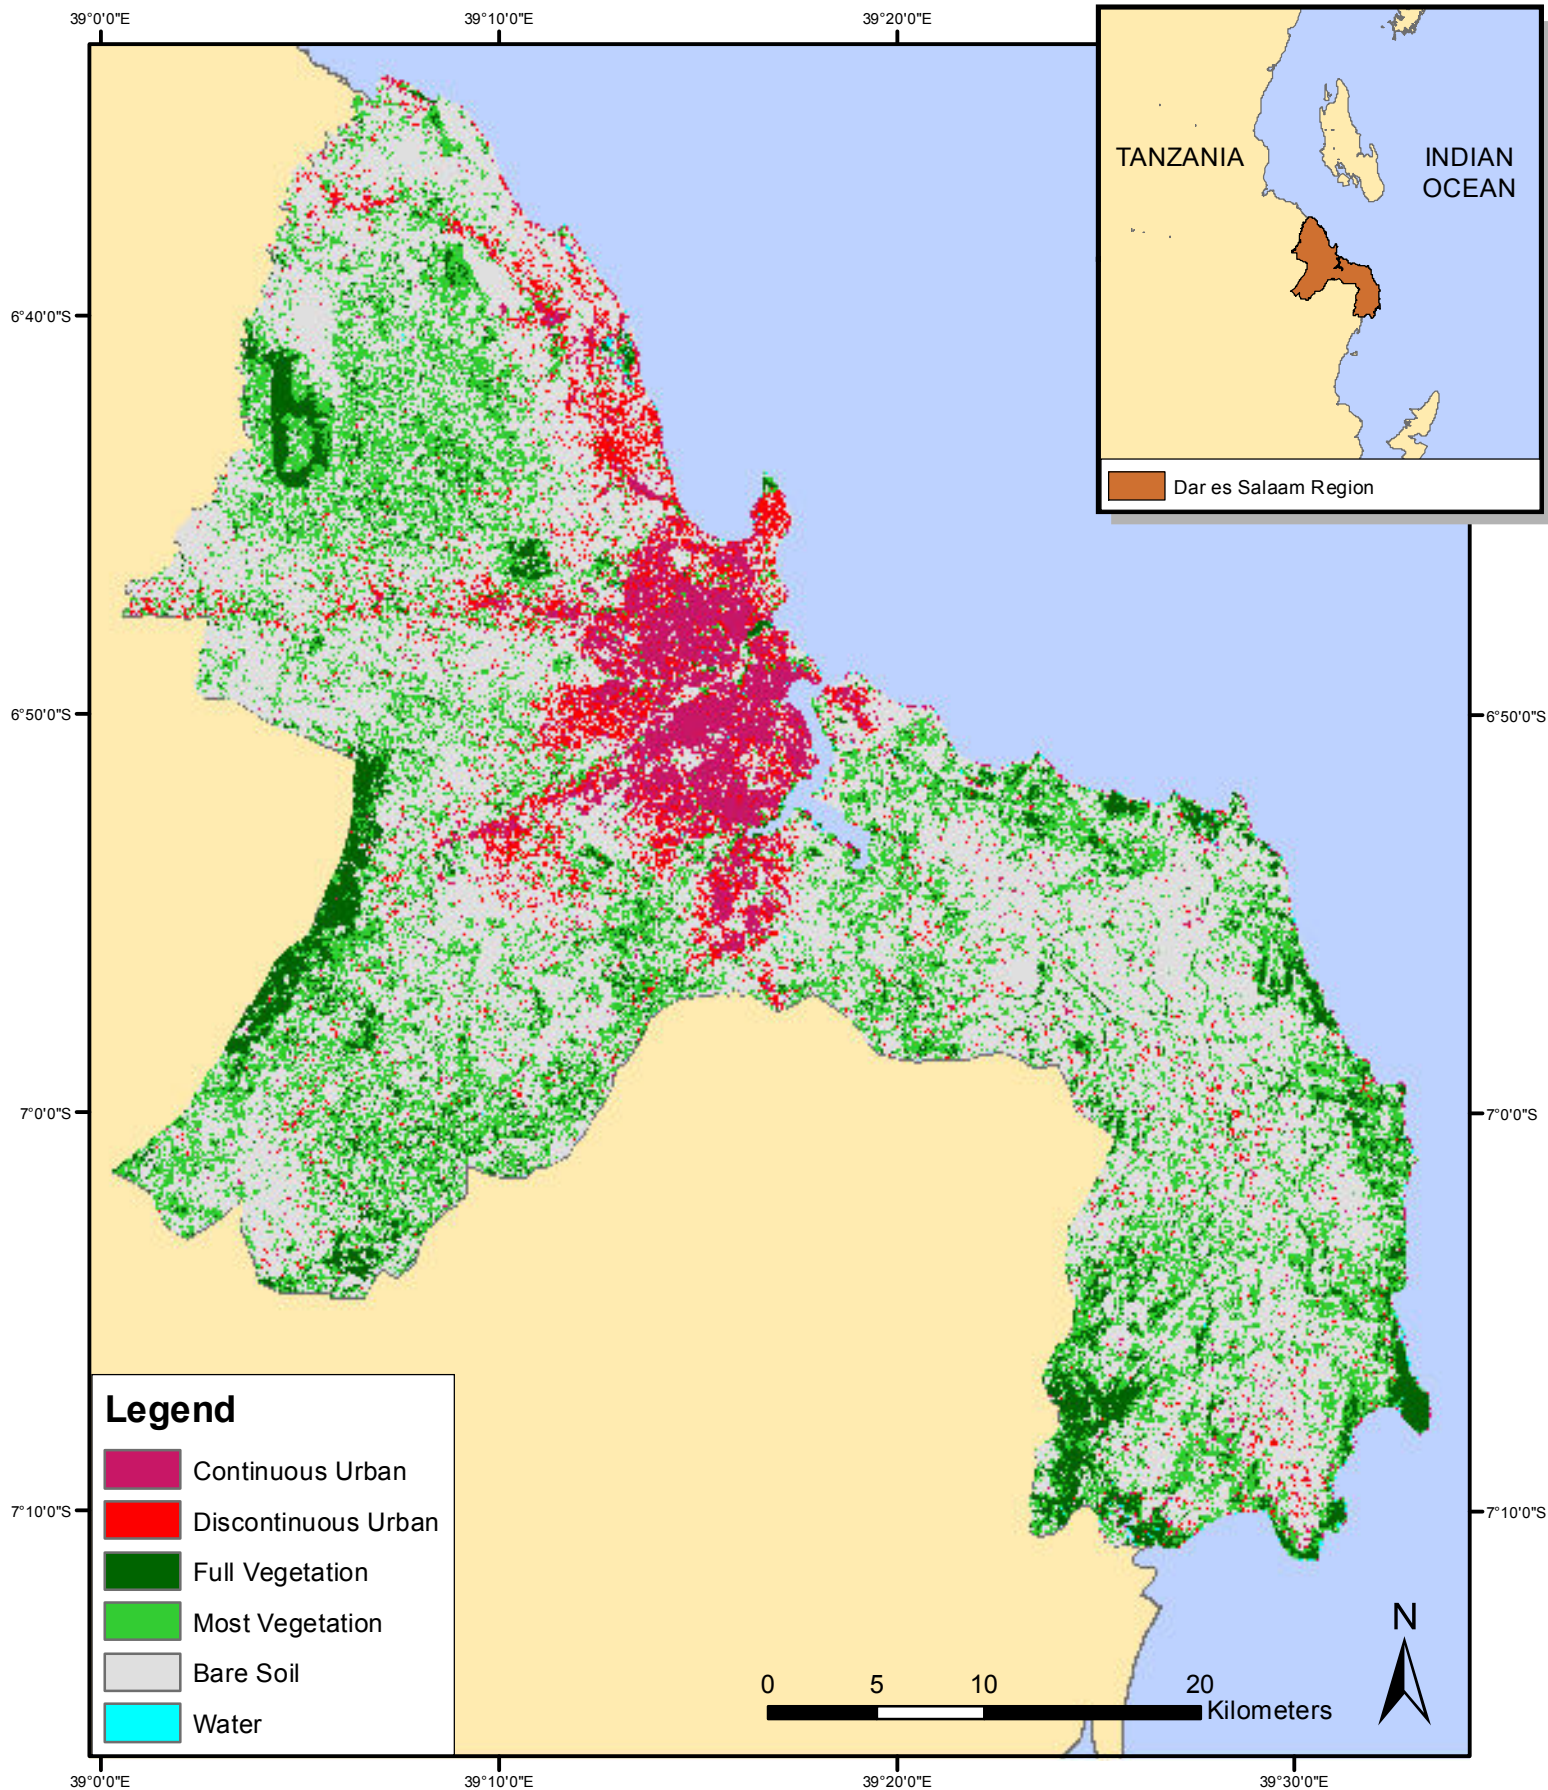 39°0'0"E
39°10'0"E
39°20'0"E
TANZANIA
INDIAN
OCEAN
Dar es Salaam Region
6°40'0"S
6°50'0"S
6°50'0"S
7°0'0"S
7°0'0"S
7°10'0"S
7°10'0"S
Legend
Continuous Urban
Discontinuous Urban
Full Vegetation
Most Vegetation
Bare Soil
Water
N
0 5 10 20
Kilometers
39°0'0"E
39°10'0"E
39°20'0"E
39°30'0"E